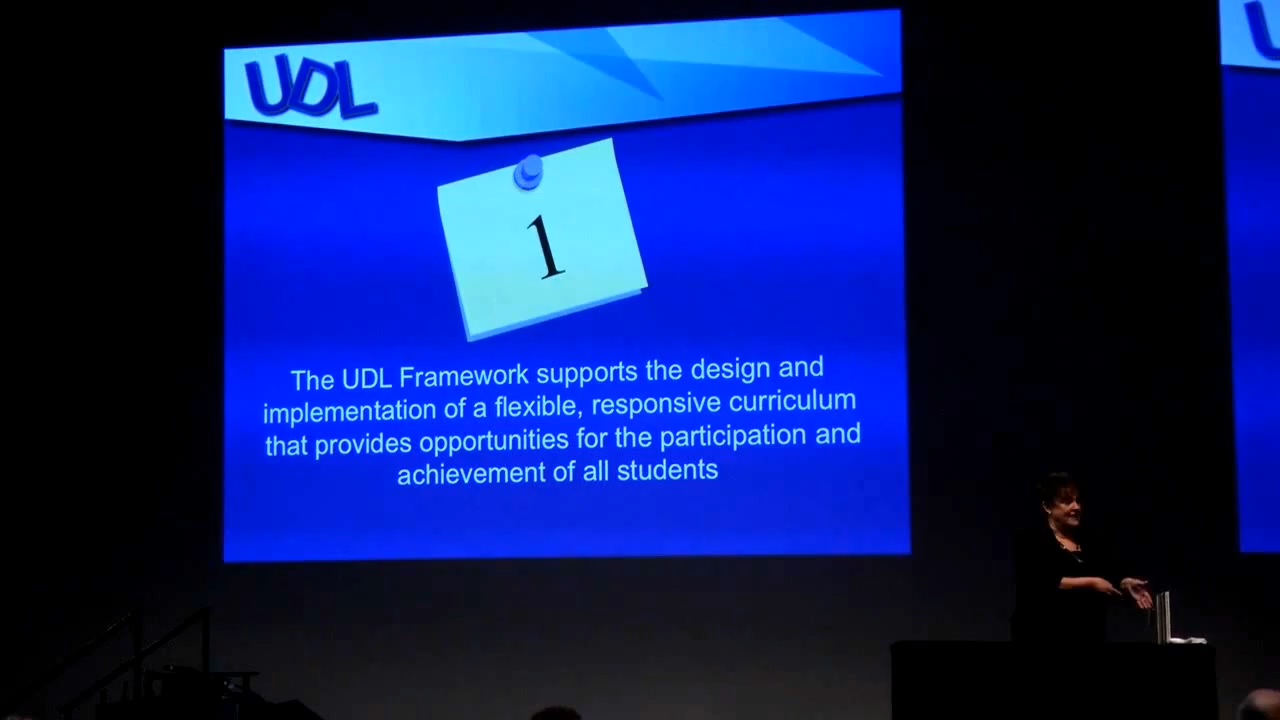 UDL
1
The UDL Framework supports the design and
implementation of a flexible, responsive curriculum
that provides opportunities for the participation and
achievement of all students